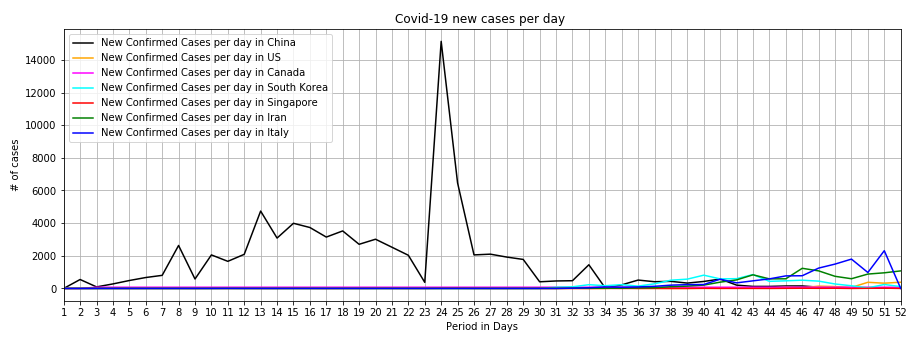 Covid-19 new cases per day
New Confirmed Cases per day in China
New Confirmed Cases per day in US
New Confirmed Cases per day in Canada
New Confirmed Cases per day in South Korea
New Confirmed Cases per day in Singapore
New Confirmed Cases per day in Iran
New Confirmed Cases per day in Italy
# of cases
14000
12000
10000
8000
6000
4000
2000
0
1 2 3 4 5 6 7 8 9 10 11 12 13 14 15 16 17 18 19 20 21 22 23 24 25 26 27 28 29 30 31 32 33 34 35 36 37 38 39 40 41 42 43 44 45 46 47 48 49 50 51 52
Period in Days